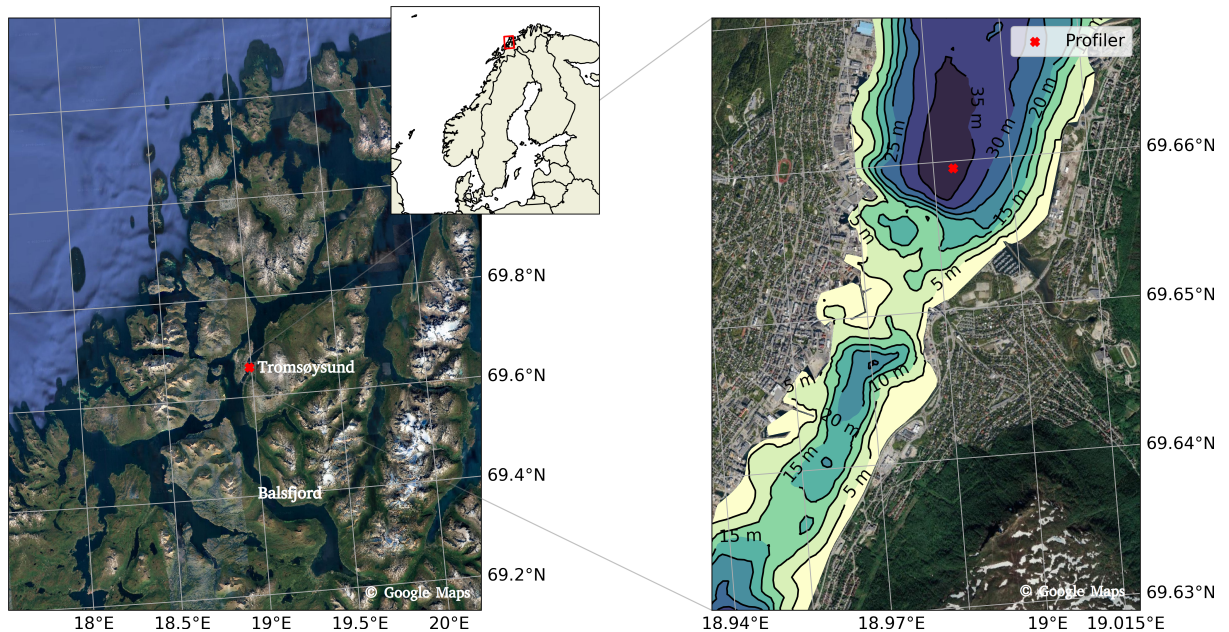 Profiler
35 m
20 m
25 m
30 m
15 m
5 m
5 m
10 m
5 m
20 m
15 m
5 m
15 m
69.66°N
69.65°N
69.64°N
69.63°N
69.8°N
69.6°N
69.4°N
69.2°N
Tromsøysund
Balsfjord
© Google Maps
© Google Maps
18°E 18.5°E 19°E 19.5°E 20°E
18.94°E 18.97°E 19°E 19.015°E